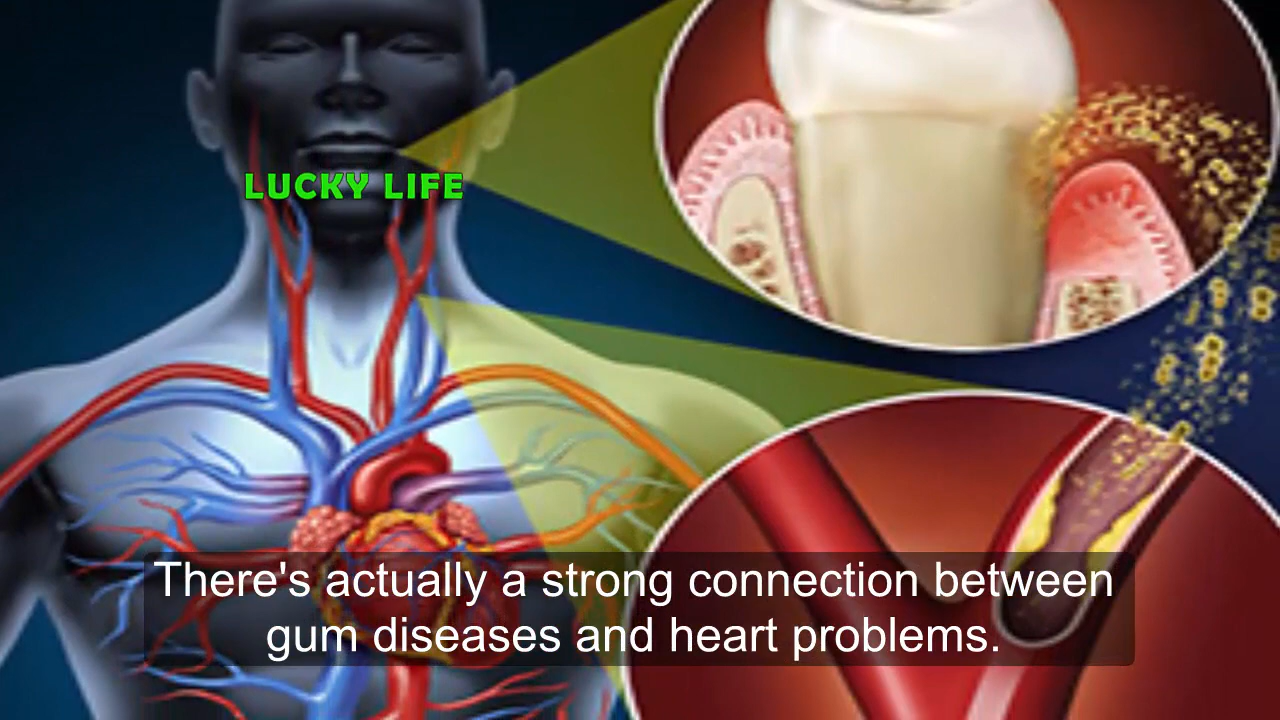 LUCKY LIFE
There's actually a strong connection between
gum diseases and heart problems.